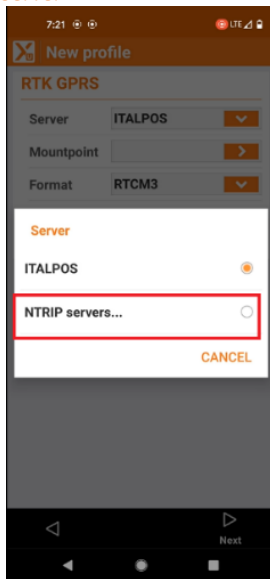 7:21 LTE
New profile
RTK GPRS
Server ITALPOS
Mountpoint
Format RTCM3
Server
ITALPOS
NTRIP servers...
CANCEL
Next